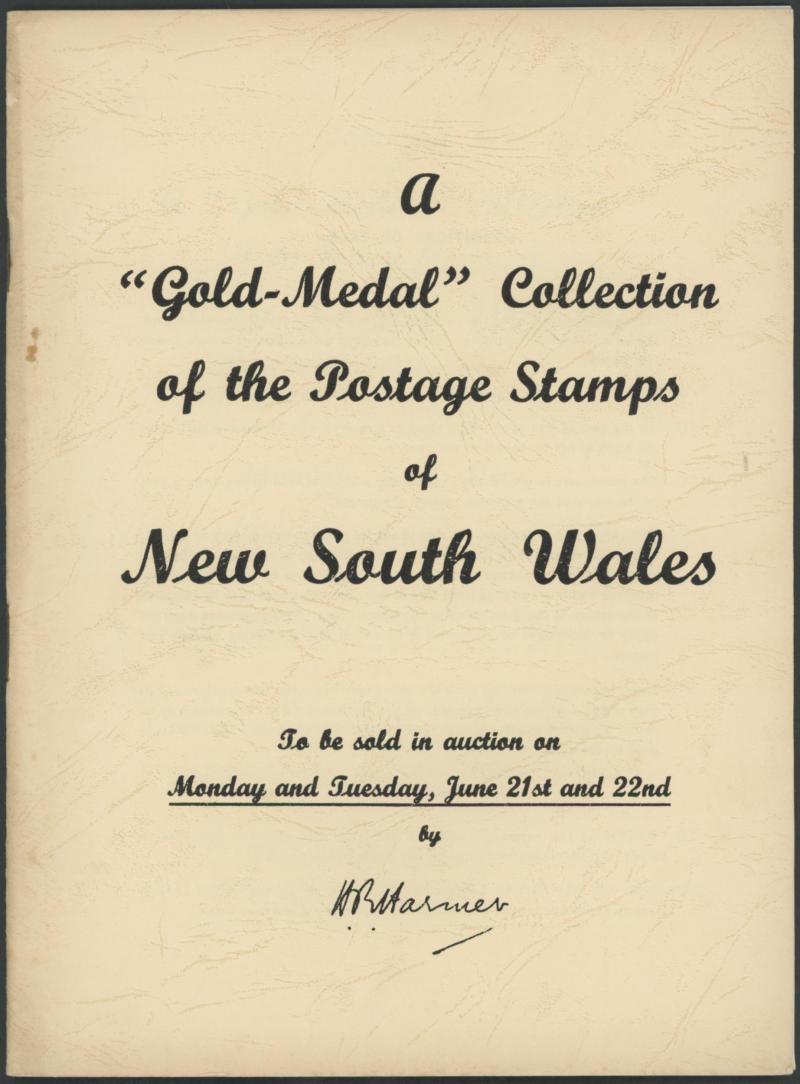 A
"Gold-Medal" Collection
of the Postage Stamps
of
New South Wales
To be sold in auction on
Monday and Tuesday, June 21st and 22nd
by
H.R. Harmer